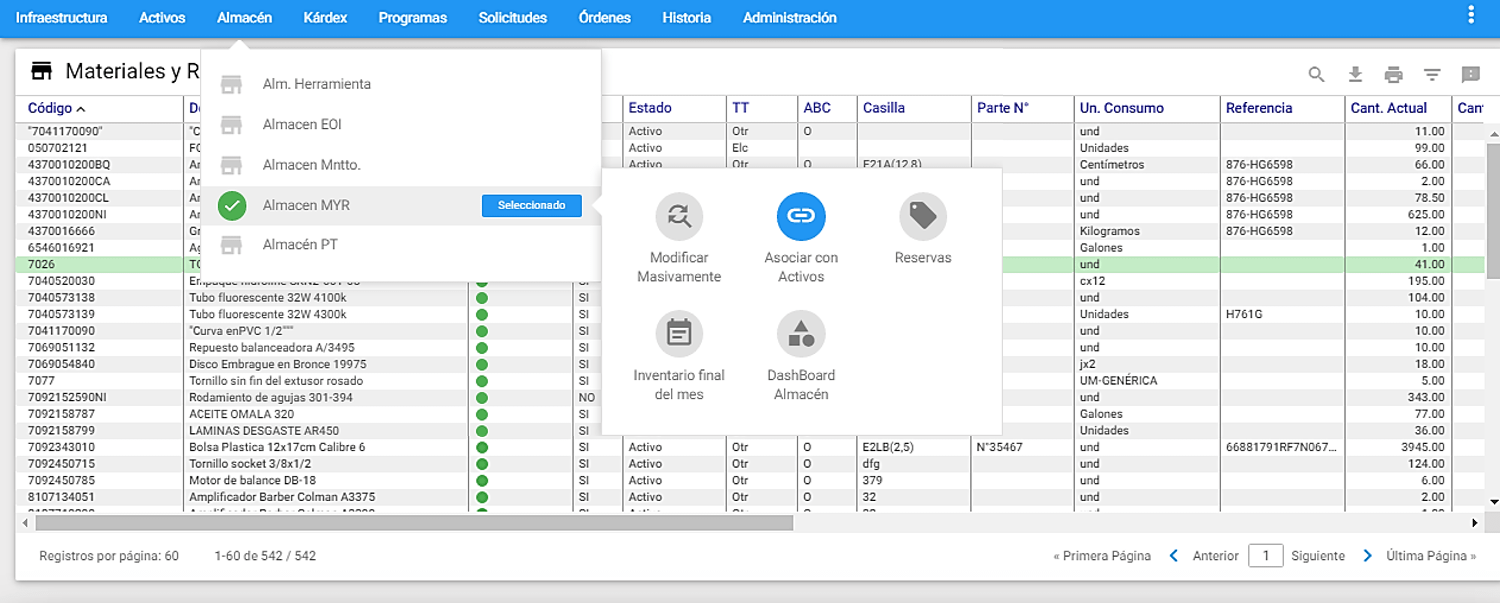 Infraestructura Activos Almacén Kárdex Programas Solicitudes Órdenes Historia Administración
Materiales y R
Alm. Herramienta
Almacen EOI
Almacen Mntto.
Almacen MYR Seleccionado
Almacén PT
Modificar Masivamente
Asociar con Activos
Reservas
Inventario final del mes
DashBoard Almacén
Código Estado TT ABC Casilla Parte N° Un. Consumo Referencia Cant. Actual
"7041170090" Activo Otr O und 11.00
050702121 Activo Elc Unidades 99.00
4370010200BQ Activo Otr O E21A(12,8) Centímetros 876-HG6598 66.00
4370010200CA und 876-HG6598 2.00
4370010200CL und 876-HG6598 78.50
4370010200NI und 876-HG6598 625.00
4370016666 Kilogramos 876-HG6598 12.00
6546016921 Galones 1.00
7026 und 41.00
7040520030 SI cx12 195.00
7040573138 Tubo fluorescente 32W 4100k SI und 104.00
7040573139 Tubo fluorescente 32W 4300k SI Unidades H761G 10.00
7041170090 "Curva enPVC 1/2""" SI und 10.00
7069051132 Repuesto balanceadora A/3495 SI und 10.00
7069054840 Disco Embrague en Bronce 19975 SI jx2 18.00
7077 Tornillo sin fin del extusor rosado SI UM-GENÉRICA 5.00
7092152590NI Rodamiento de agujas 301-394 NO und 343.00
7092158787 ACEITE OMALA 320 SI Galones 77.00
7092158799 LAMINAS DESGASTE AR450 SI Unidades 36.00
7092343010 Bolsa Plastica 12x17cm Calibre 6 SI Activo Otr O E2LB(2,5) N°35467 und 66881791RF7N067... 3945.00
7092450715 Tornillo socket 3/8x1/2 SI Activo Otr O dfg und 124.00
7092450785 Motor de balance DB-18 SI Activo Otr O 379 und 6.00
8107134051 Amplificador Barber Colman A3375 SI Activo Otr O 32 und 2.00
Registros por página: 60 1-60 de 542 / 542 « Primera Página Anterior 1 Siguiente Última Página »